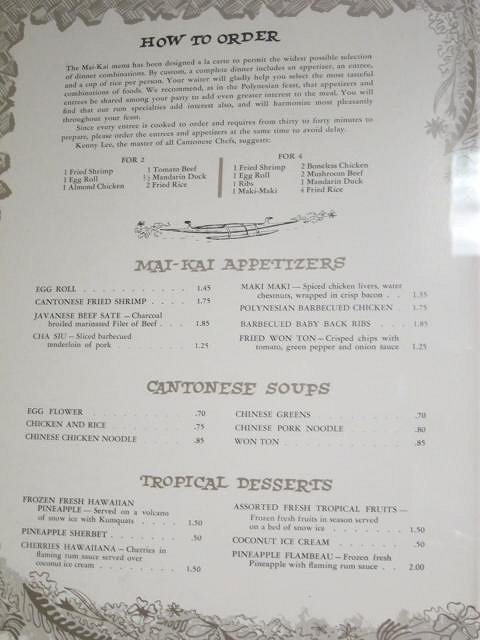 HOW TO ORDER
The Mai-Kai menu has been designed a la carte to permit the widest possible selection
of dinner combinations. By custom, a complete dinner includes an appetizer, an entree,
and a cup of rice per person. Your waiter will gladly help you select the most tasteful
combinations of foods. We recommend, as in the Polynesian feast, that appetizers and
entrees be shared among your party to add even greater interest to the meal. You will
find that our rum specialties add interest also, and will harmonize most pleasantly
throughout your feast.
Since every entree is cooked to order and requires from thirty to forty minutes to
prepare, please order the entrees and appetizers at the same time to avoid delay.
Kenny Lee, the master of all Cantonese Chefs, suggests:
FOR 2
1 Fried Shrimp 1 Tomato Beef
1 Egg Roll ½ Mandarin Duck
1 Almond Chicken 2 Fried Rice
FOR 4
1 Fried Shrimp 2 Boneless Chicken
1 Egg Roll 2 Mushroom Beef
1 Ribs 1 Mandarin Duck
1 Maki-Maki 4 Fried Rice
MAI-KAI APPETIZERS
EGG ROLL . . . . . . . . . . . 1.45
CANTONESE FRIED SHRIMP . . . . 1.75
JAVANESE BEEF SATE — Charcoal
broiled marinated Filer of Beef . . . 1.85
CHA SIU — Sliced barbecued
tenderloin of pork . . . . . . . 1.25
MAKI MAKI — Spiced chicken livers, water
chestnuts, wrapped in crisp bacon . . 1.35
POLYNESIAN BARBECUED CHICKEN . 1.75
BARBECUED BABY BACK RIBS . . . 1.85
FRIED WON TON — Crisped chips with
tomato, green pepper and onion sauce 1.25
CANTONESE SOUPS
EGG FLOWER . . . . . . . . . . .70
CHICKEN AND RICE . . . . . . . .75
CHINESE CHICKEN NOODLE . . . . .85
CHINESE GREENS . . . . . . . . .70
CHINESE PORK NOODLE . . . . . . .80
WON TON . . . . . . . . . . . .85
TROPICAL DESSERTS
FROZEN FRESH HAWAIIAN
PINEAPPLE — Served on a volcano
of snow ice with Kumquats . . . . 1.50
PINEAPPLE SHERBET . . . . . . . .50
CHERRIES HAWAIIANA — Cherries in
flaming rum sauce served over
coconut ice cream . . . . . . . 1.50
ASSORTED FRESH TROPICAL FRUITS —
Frozen fresh fruits in season served
on a bed of snow ice . . . . . . 1.50
COCONUT ICE CREAM . . . . . . . .50
PINEAPPLE FLAMBEAU — Frozen fresh
Pineapple with flaming rum sauce . . 2.00